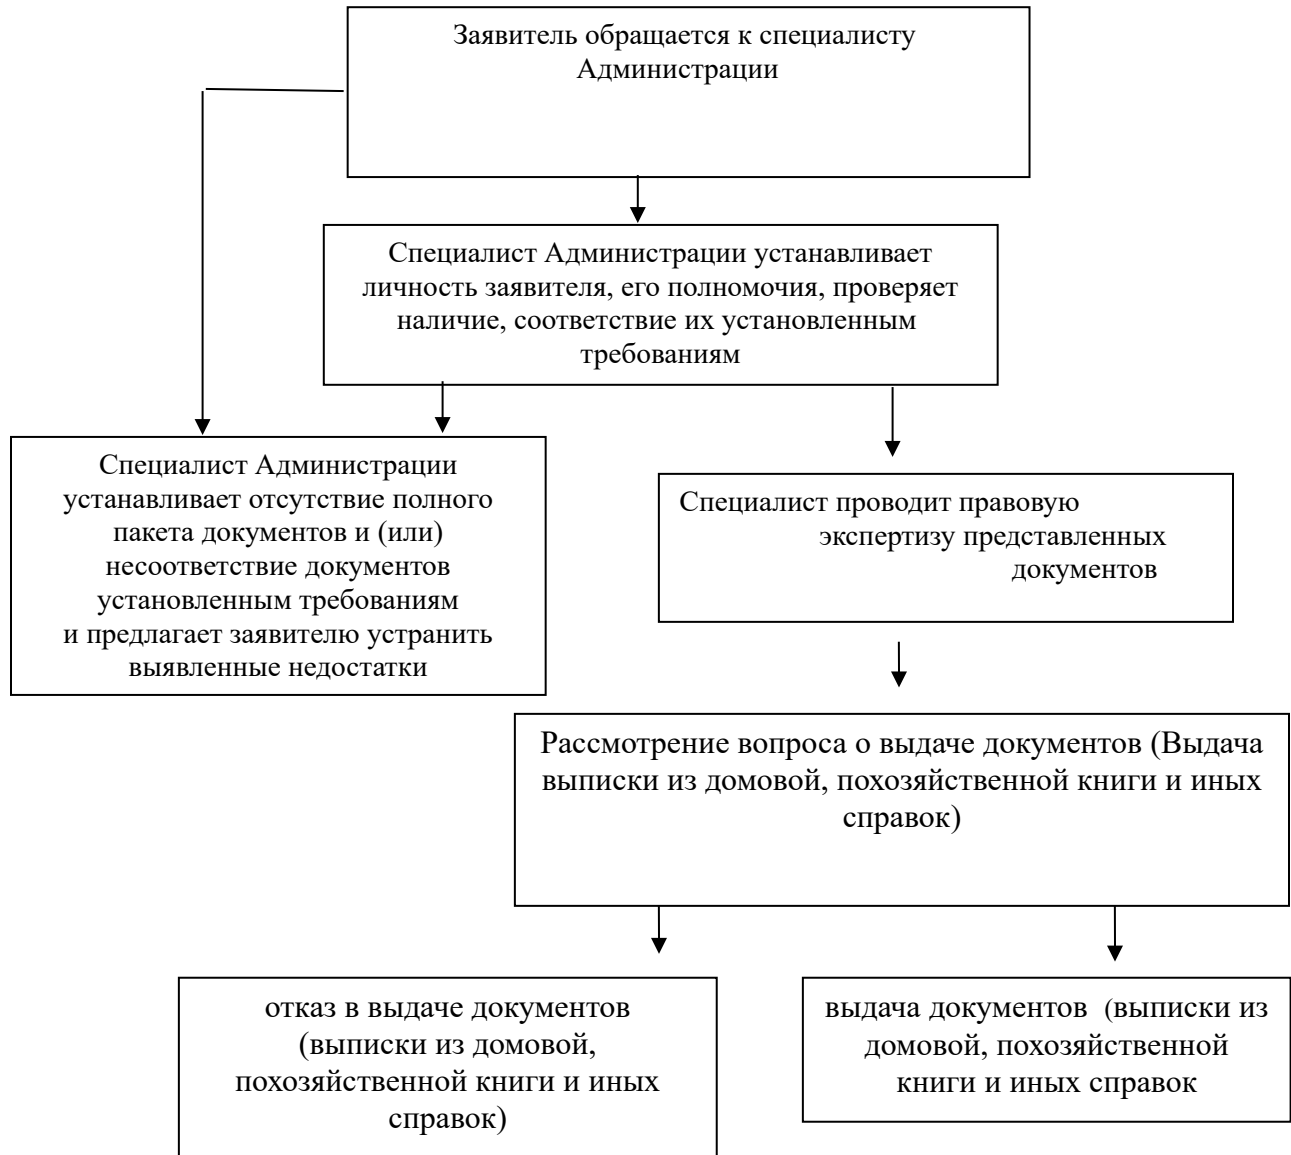 Заявитель обращается к специалисту
Администрации
Специалист Администрации устанавливает
личность заявителя, его полномочия, проверяет
наличие, соответствие их установленным
требованиям
Специалист Администрации
устанавливает отсутствие полного
пакета документов и (или)
несоответствие документов
установленным требованиям
и предлагает заявителю устранить
выявленные недостатки
Специалист проводит правовую
экспертизу представленных
документов
Рассмотрение вопроса о выдаче документов (Выдача
выписки из домовой, похозяйственной книги и иных
справок)
отказ в выдаче документов
(выписки из домовой,
похозяйственной книги и иных
справок)
выдача документов (выписки из
домовой, похозяйственной
книги и иных справок